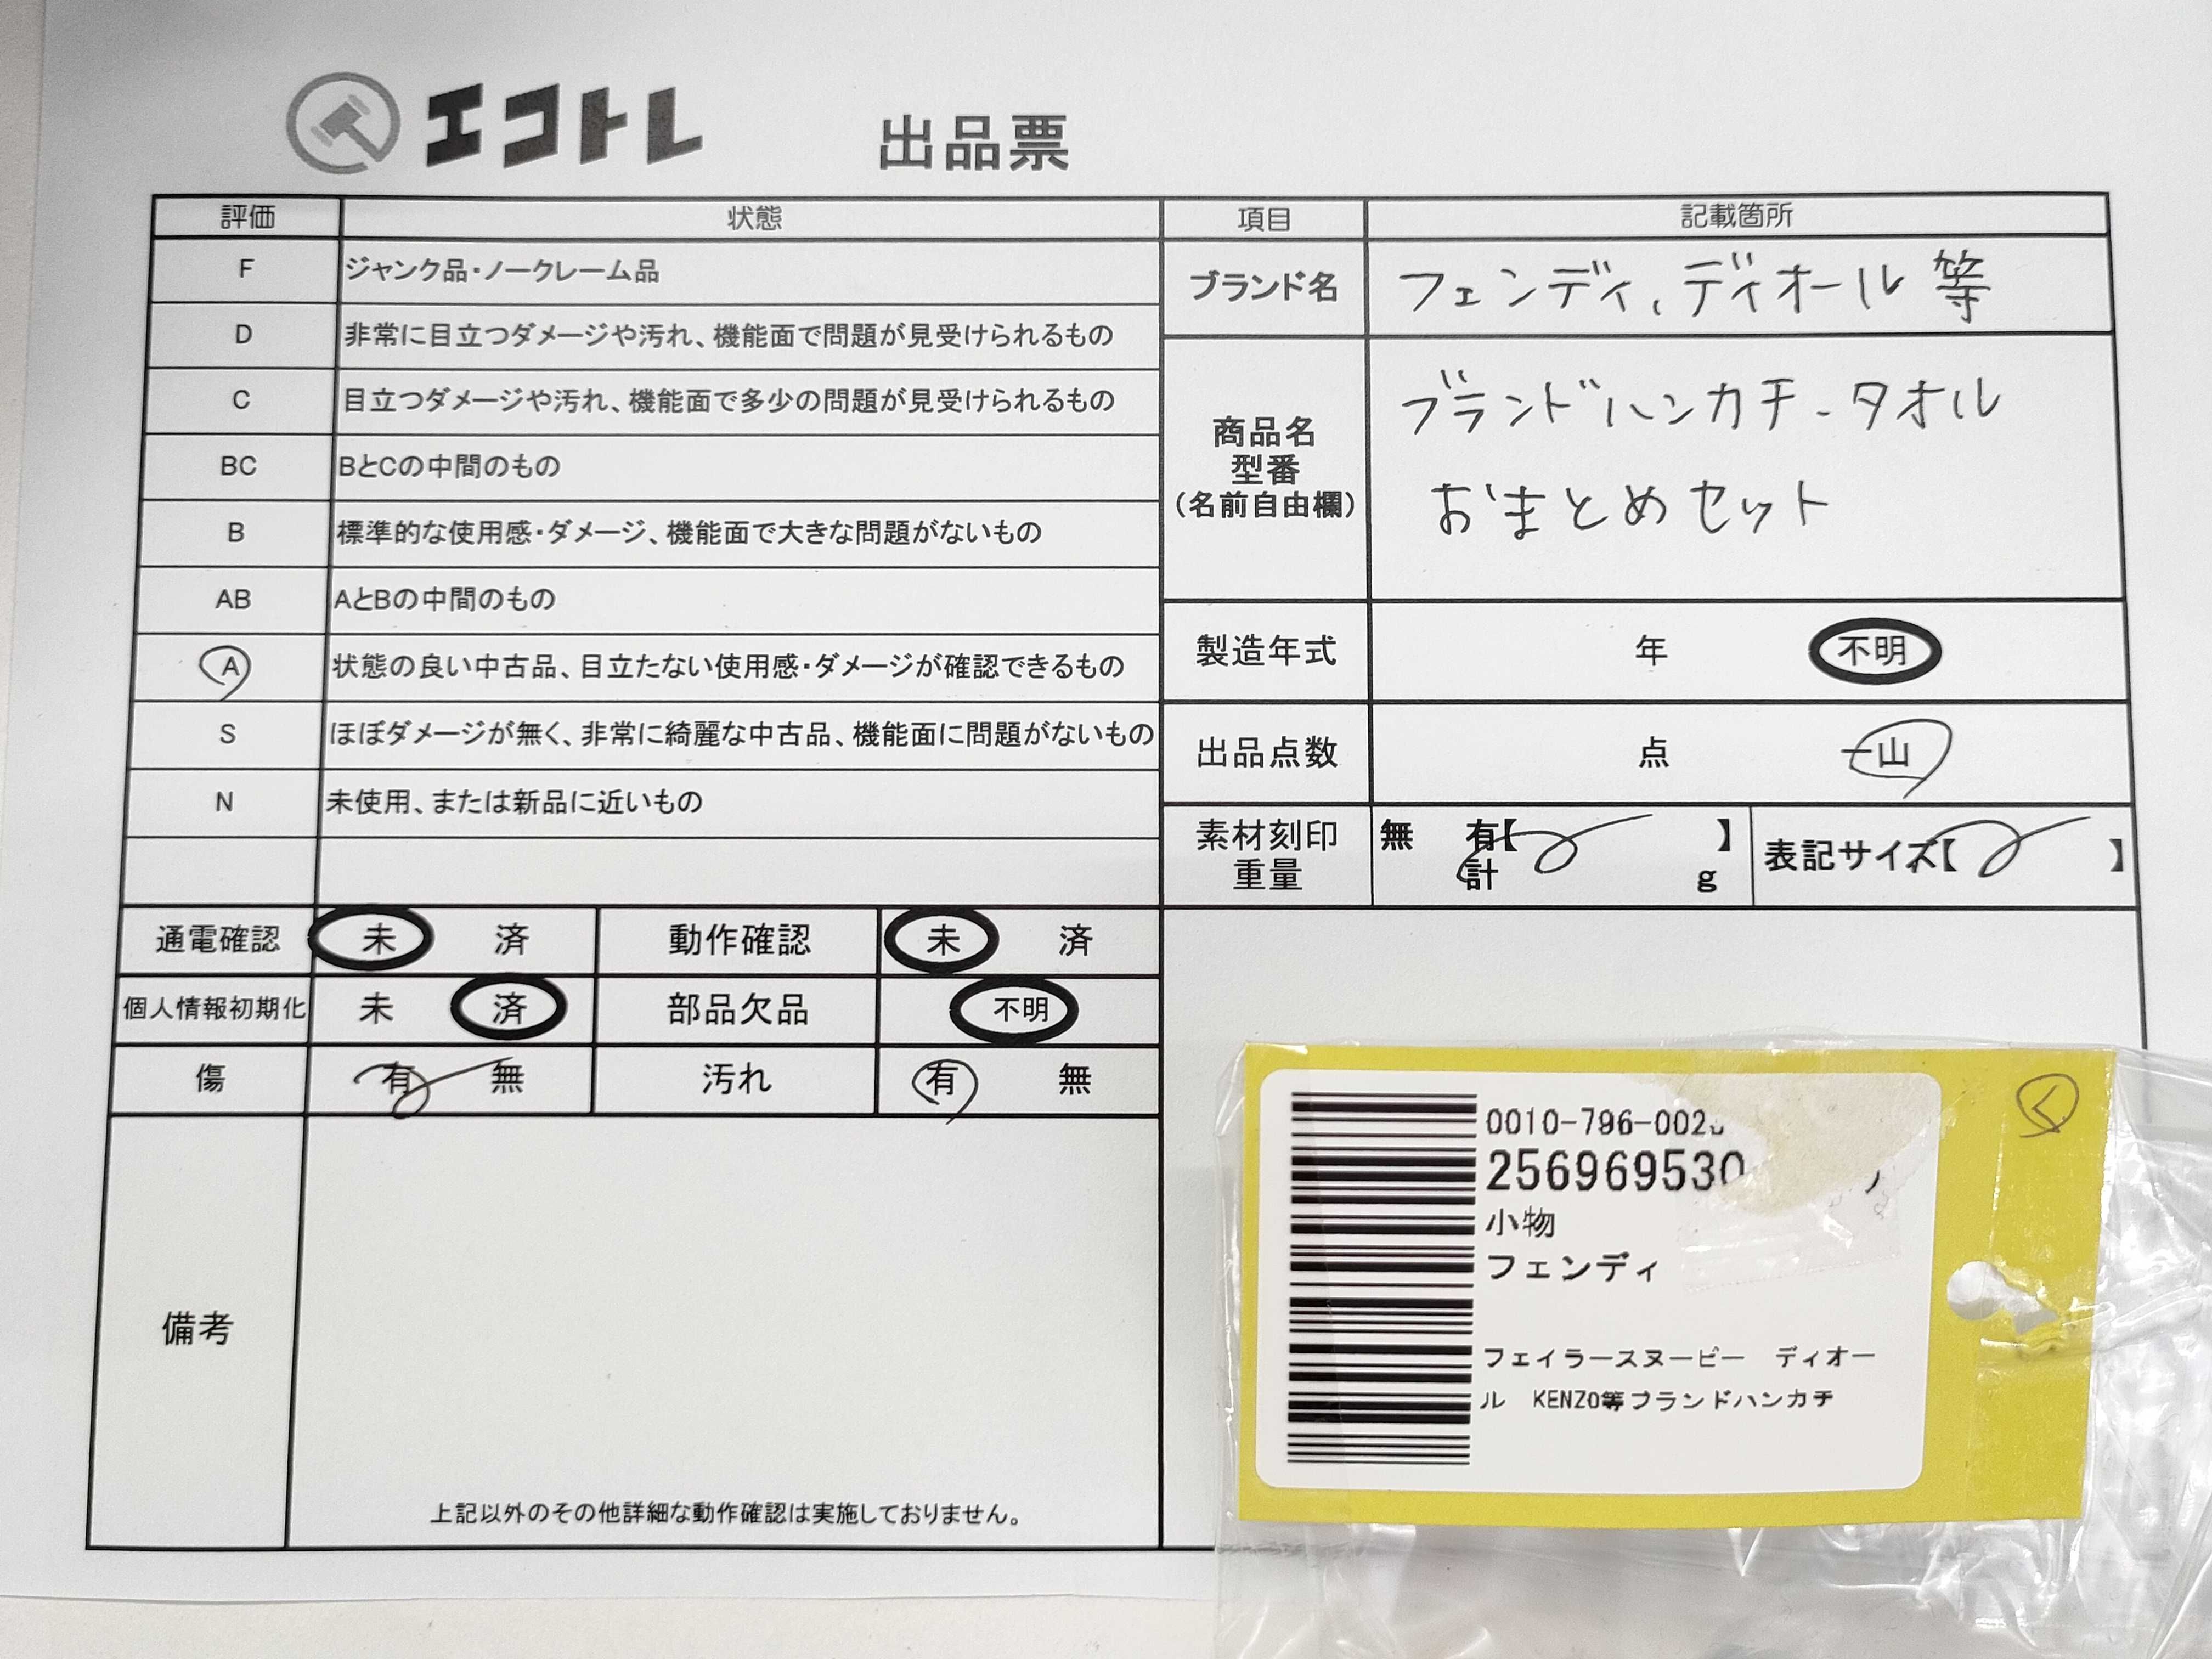 エコトレ 出品票
評価 状態
F ジャンク品・ノークレーム品
D 非常に目立つダメージや汚れ、機能面で問題が見受けられるもの
C 目立つダメージや汚れ、機能面で多少の問題が見受けられるもの
BC BとCの中間のもの
B 標準的な使用感・ダメージ、機能面で大きな問題がないもの
AB AとBの中間のもの
A 状態の良い中古品、目立たない使用感・ダメージが確認できるもの
S ほぼダメージが無く、非常に綺麗な中古品、機能面に問題がないもの
N 未使用、または新品に近いもの
通電確認 未 済 動作確認 未 済
個人情報初期化 未 済 部品欠品 不明
傷 有 無 汚れ 有 無
備考
上記以外のその他詳細な動作確認は実施しておりません。
項目 記載箇所
ブランド名 フェンディ、ディオール 等
商品名
型番
(名前自由欄)
ブランドハンカチ-タオル
おまとめセット
製造年式 年 不明
出品点数 点 一山
素材刻印 無 有【 】
重量 計 g
表記サイズ【 】
0010-796-002
256969530
小物
フェンディ
フェイラースヌーピー ディオー
ル KENZO等ブランドハンカチ